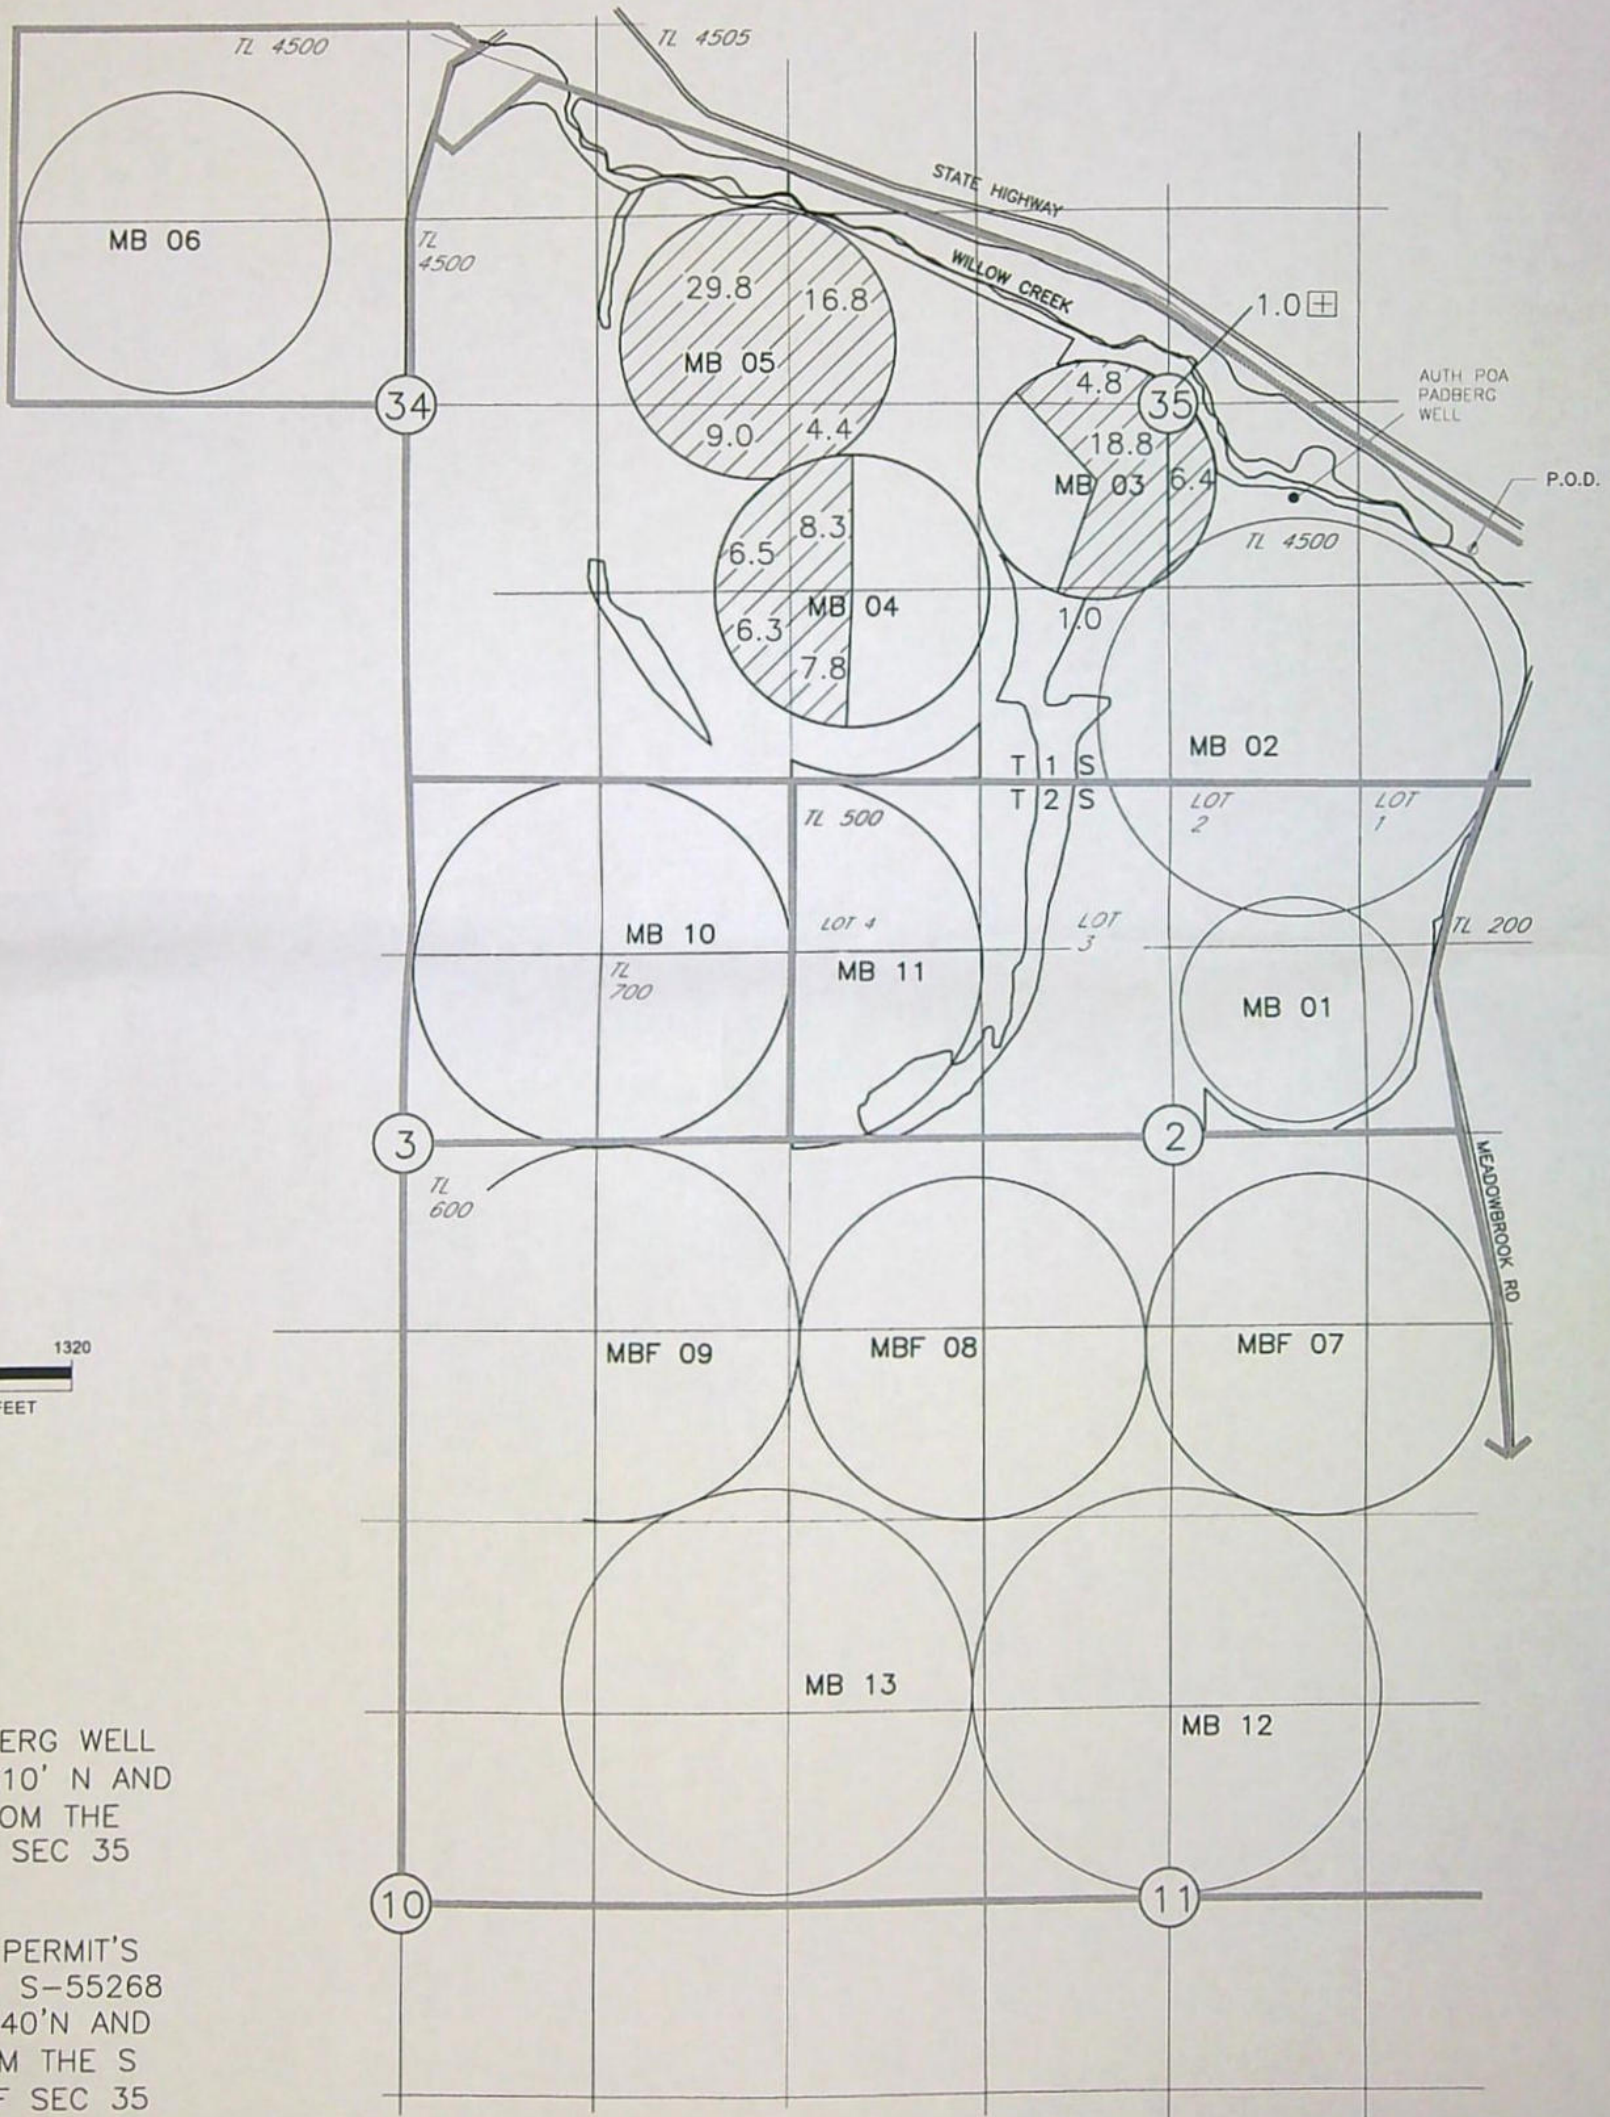 TL 4500
TL 4505
STATE HIGHWAY
MB 06
TL
4500
WILLOW CREEK
29.8
16.8
1.0
MB 05
4.8
AUTH POA
PADBERG
WELL
34
35
9.0
4.4
18.8
MB 03
6.4
P.O.D.
8.3
6.5
TL 4500
MB 04
1.0
6.3
7.8
MB 02
T 1 S
T 2 S
LOT
2
LOT
1
TL 500
LOT 4
LOT
3
TL 200
MB 10
TL
700
MB 11
MB 01
3
2
TL
600
MEADOWBROOK RD
1320
FEET
MBF 09
MBF 08
MBF 07
MB 13
MB 12
ERG WELL
10' N AND
OM THE
SEC 35
10
11
PERMIT'S
S-55268
40'N AND
M THE S
F SEC 35